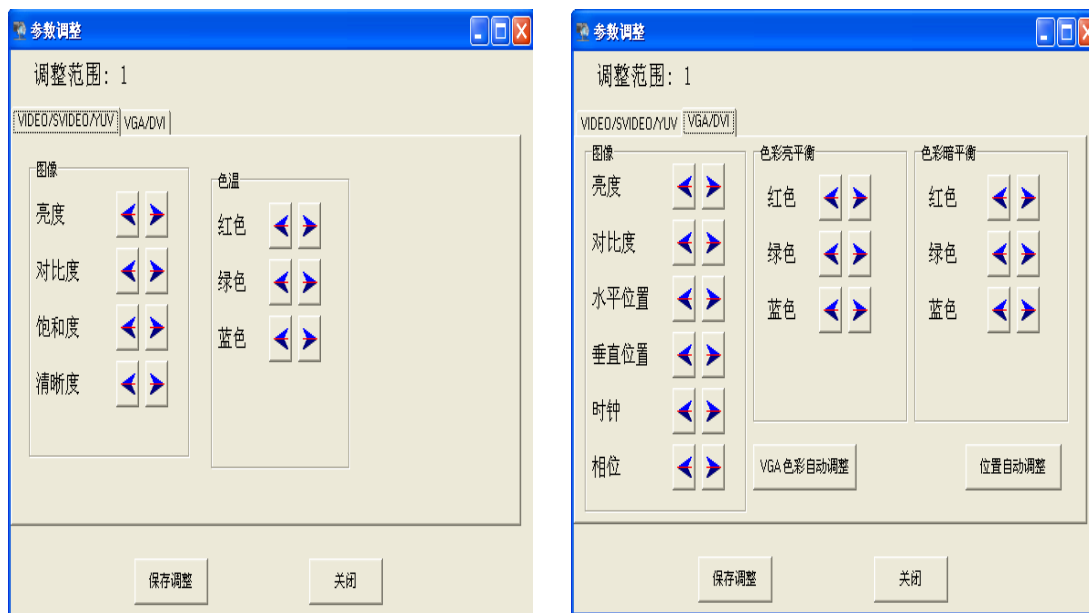 参数调整
调整范围: 1
VIDEO/SVIDEO/YUV VGA/DVI
图像
亮度
对比度
饱和度
清晰度
色温
红色
绿色
蓝色
保存调整 关闭
参数调整
调整范围: 1
VIDEO/SVIDEO/YUV VGA/DVI
图像
亮度
对比度
水平位置
垂直位置
时钟
相位
色彩亮平衡
红色
绿色
蓝色
色彩暗平衡
红色
绿色
蓝色
VGA色彩自动调整 位置自动调整
保存调整 关闭